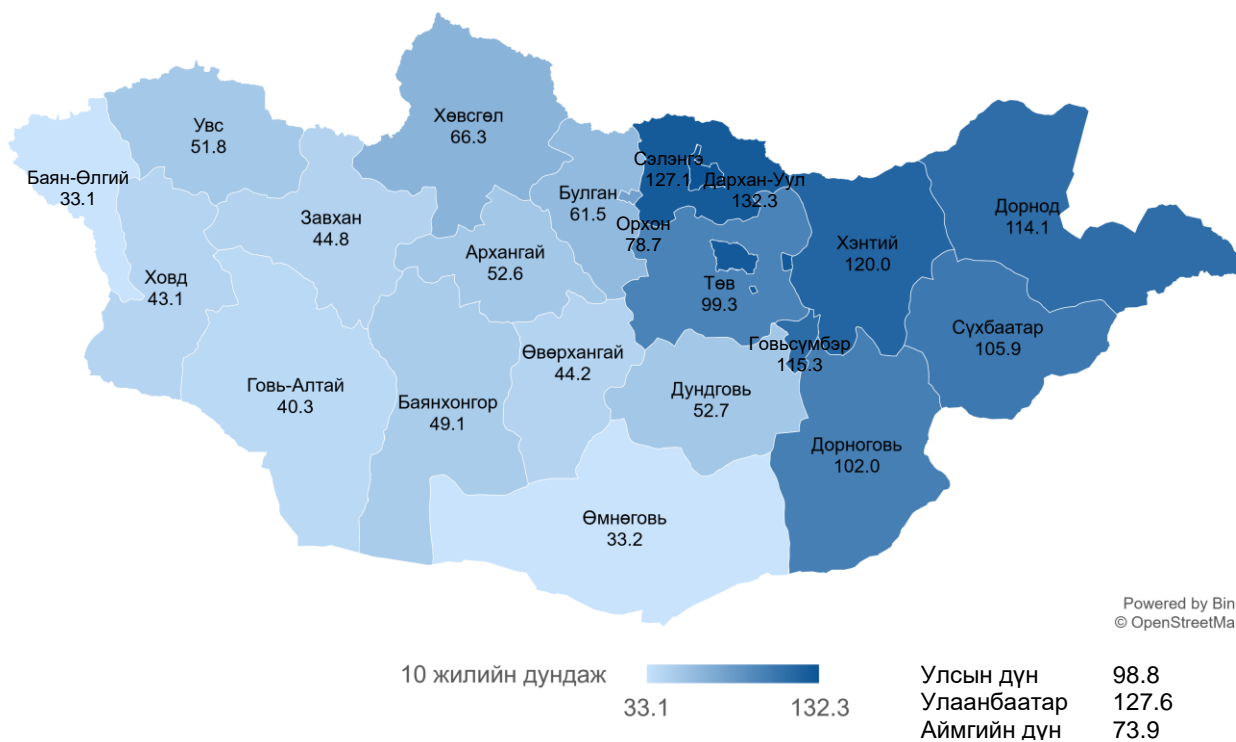 Увс
51.8
Хөвсгөл
66.3
Баян-Өлгий
33.1
Завхан
44.8
Булган
61.5
Сэлэнгэ
127.1
Дархан-Уул
132.3
Орхон
78.7
Дорнод
114.1
Хэнтий
120.0
Архангай
52.6
Ховд
43.1
Төв
99.3
Сүхбаатар
105.9
Говьсүмбэр
115.3
Өвөрхангай
44.2
Говь-Алтай
40.3
Баянхонгор
49.1
Дундговь
52.7
Дорноговь
102.0
Өмнөговь
33.2
Powered by Bin
© OpenStreetMa
10 жилийн дундаж
33.1 132.3
Улсын дүн 98.8
Улаанбаатар 127.6
Аймгийн дүн 73.9